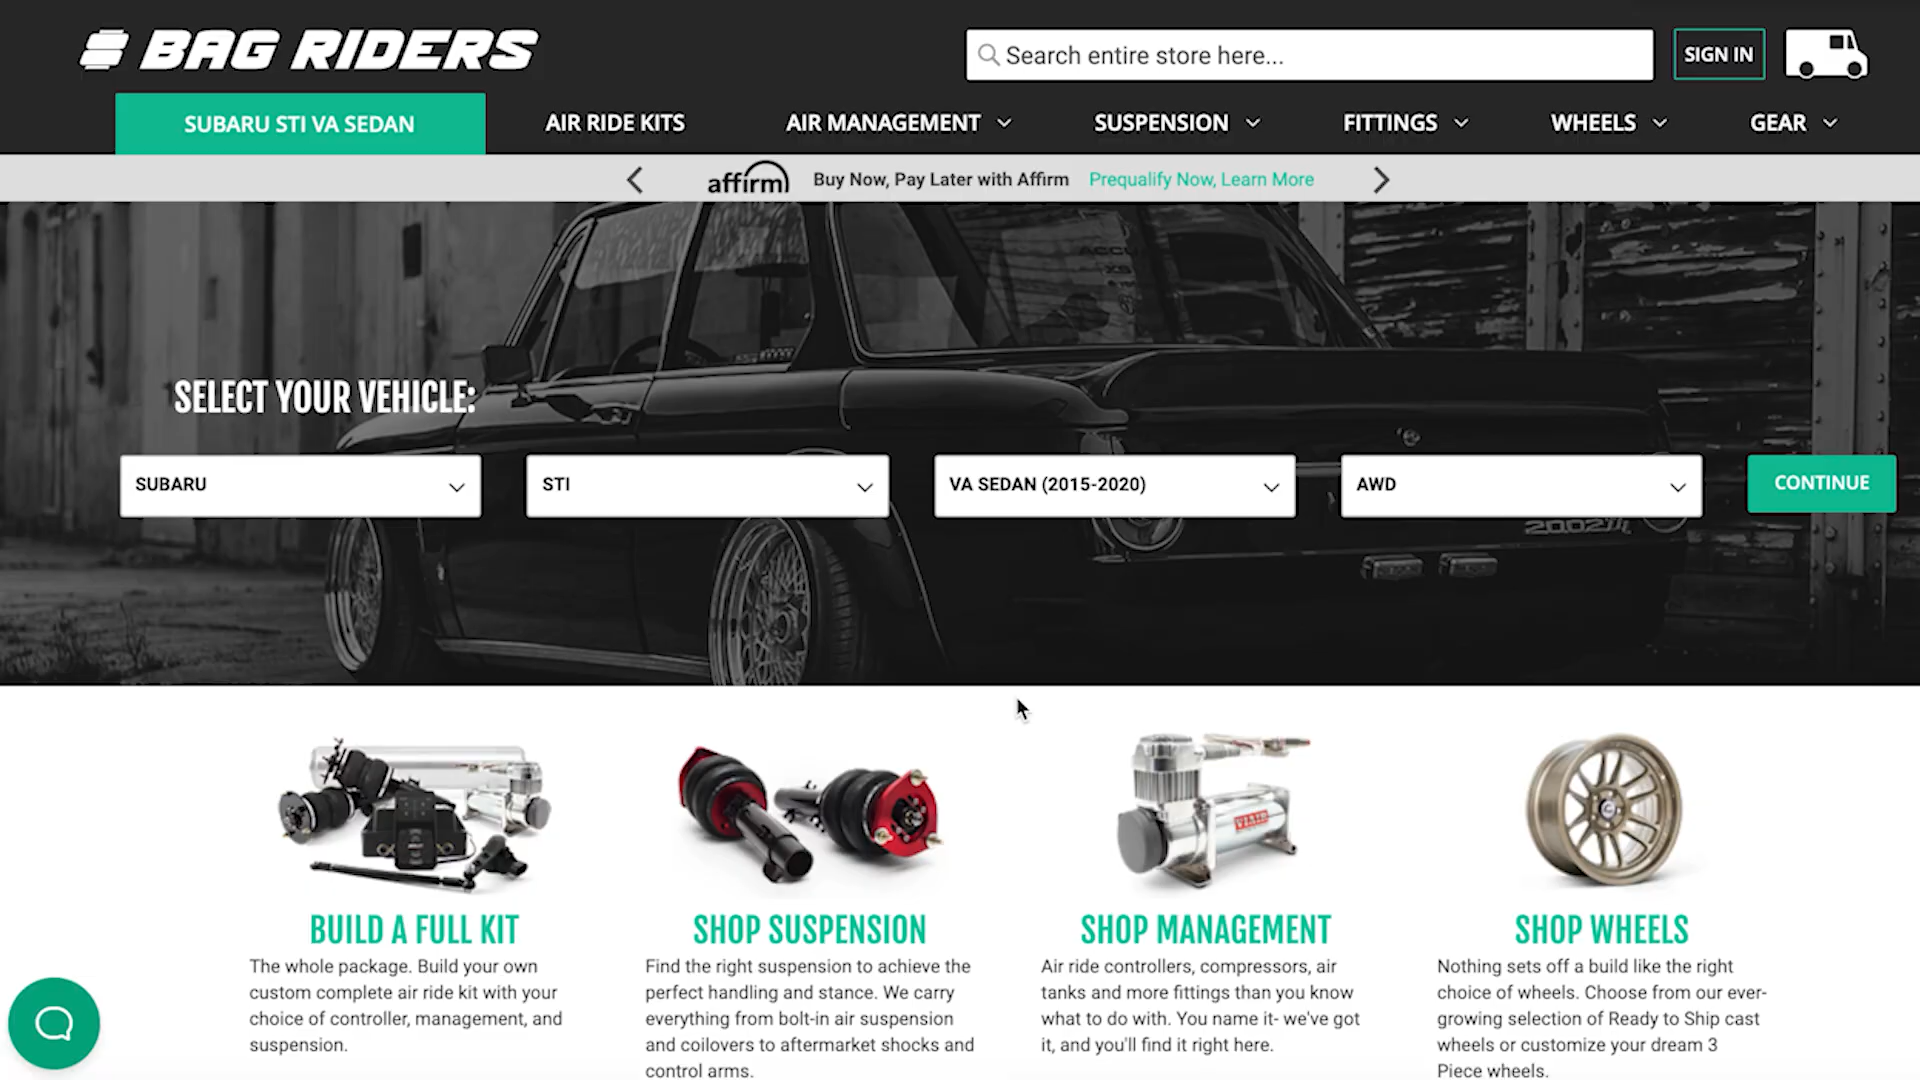 BAG RIDERS
Search entire store here...
SIGN IN
SUBARU STI VA SEDAN
AIR RIDE KITS
AIR MANAGEMENT
SUSPENSION
FITTINGS
WHEELS
GEAR
affirm
Buy Now, Pay Later with Affirm
Prequalify Now, Learn More
SELECT YOUR VEHICLE:
SUBARU
STI
VA SEDAN (2015-2020)
AWD
CONTINUE
VIAIR
BUILD A FULL KIT
The whole package. Build your own
custom complete air ride kit with your
choice of controller, management, and
suspension.
SHOP SUSPENSION
Find the right suspension to achieve the
perfect handling and stance. We carry
everything from bolt-in air suspension
and coilovers to aftermarket shocks and
control arms.
SHOP MANAGEMENT
Air ride controllers, compressors, air
tanks and more fittings than you know
what to do with. You name it- we've got
it, and you'll find it right here.
SHOP WHEELS
Nothing sets off a build like the right
choice of wheels. Choose from our ever-
growing selection of Ready to Ship cast
wheels or customize your dream 3
Piece wheels.